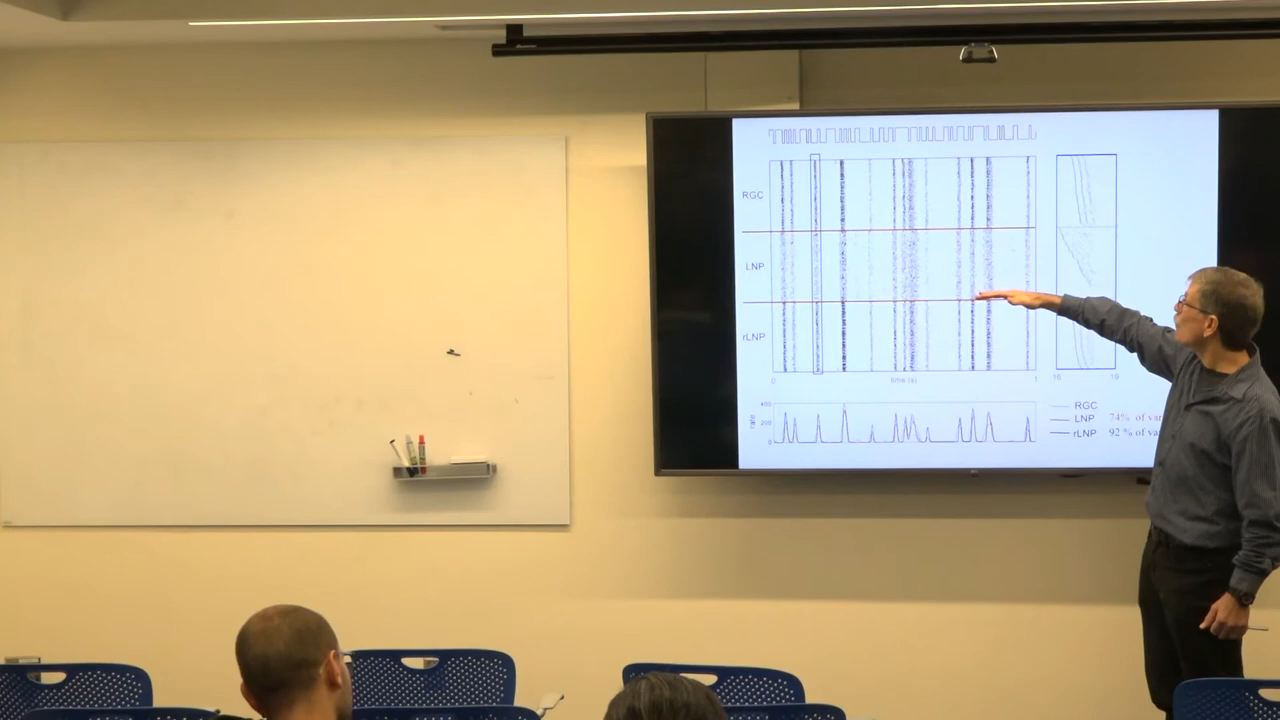 RGC
LNP
rLNP
0 time (s) 1
16 19
400
200
0
rate
RGC
LNP 74% of var
rLNP 92 % of var